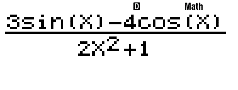 D Math
3sin(X)-4cos(X)
2X²+1